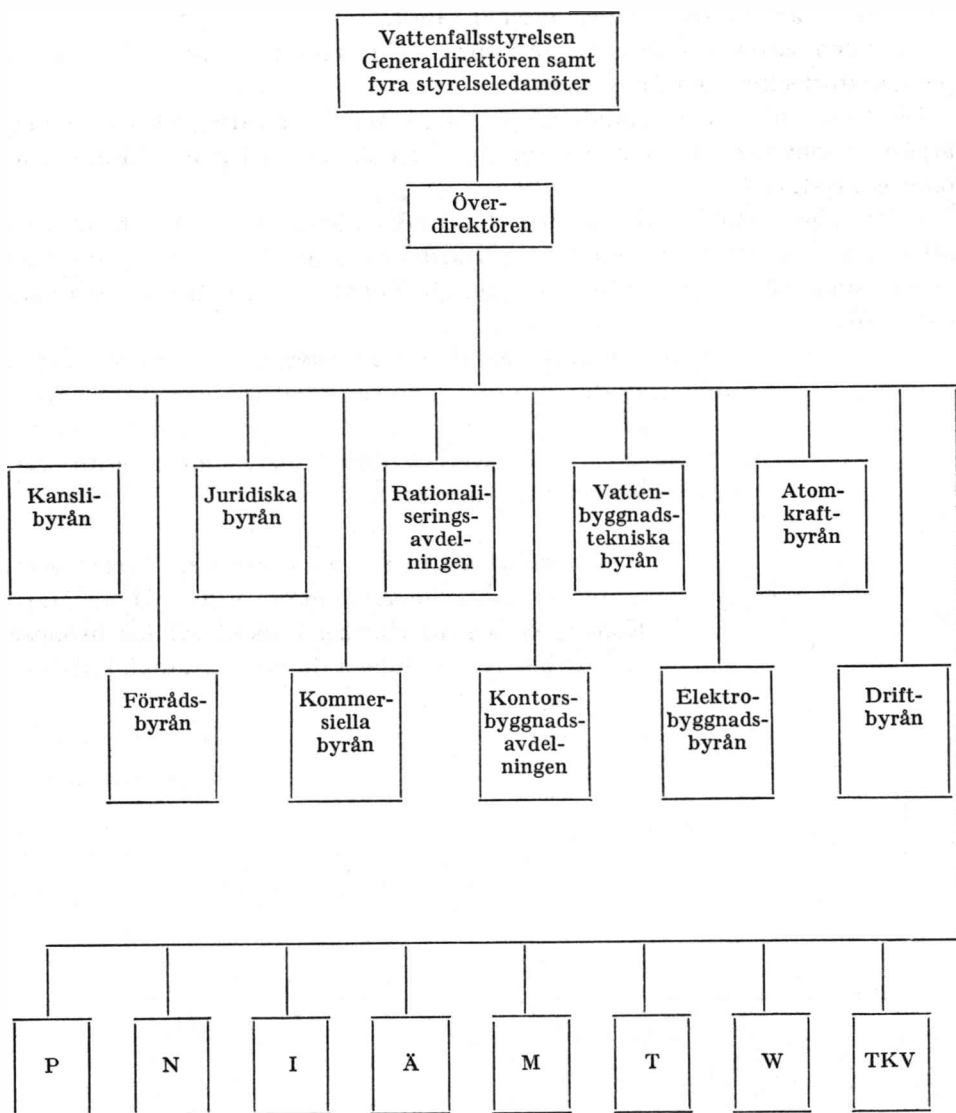 Vattenfallsstyrelsen
Generaldirektören samt
fyra styrelseledamöter
Över-
direktören
Kansli-
byrån
Juridiska
byrån
Rationali-
serings-
avdel-
ningen
Vatten-
byggnads-
tekniska
byrån
Atom-
kraft-
byrån
Förråds-
byrån
Kommer-
siella
byrån
Kontors-
byggnads-
avdel-
ningen
Elektro-
byggnads-
byrån
Drift-
byrån
P
N
I
Ä
M
T
W
TKV